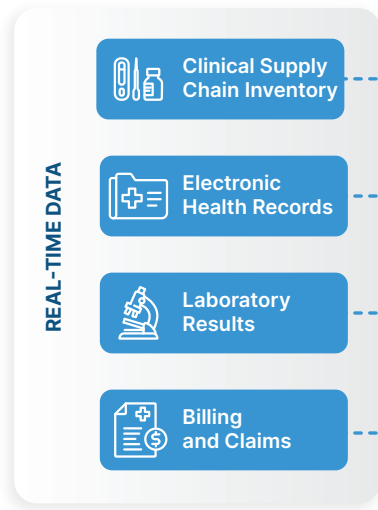 REAL-TIME DATA
Clinical Supply
Chain Inventory
Electronic
Health Records
Laboratory
Results
Billing
and Claims
$